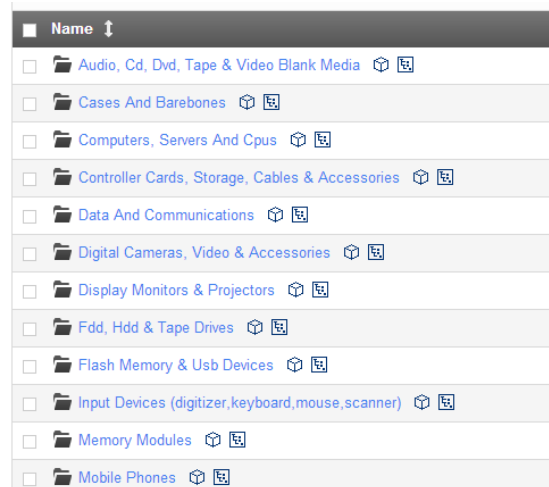 Name
Audio, Cd, Dvd, Tape & Video Blank Media
Cases And Barebones
Computers, Servers And Cpus
Controller Cards, Storage, Cables & Accessories
Data And Communications
Digital Cameras, Video & Accessories
Display Monitors & Projectors
Fdd, Hdd & Tape Drives
Flash Memory & Usb Devices
Input Devices (digitizer,keyboard,mouse,scanner)
Memory Modules
Mobile Phones